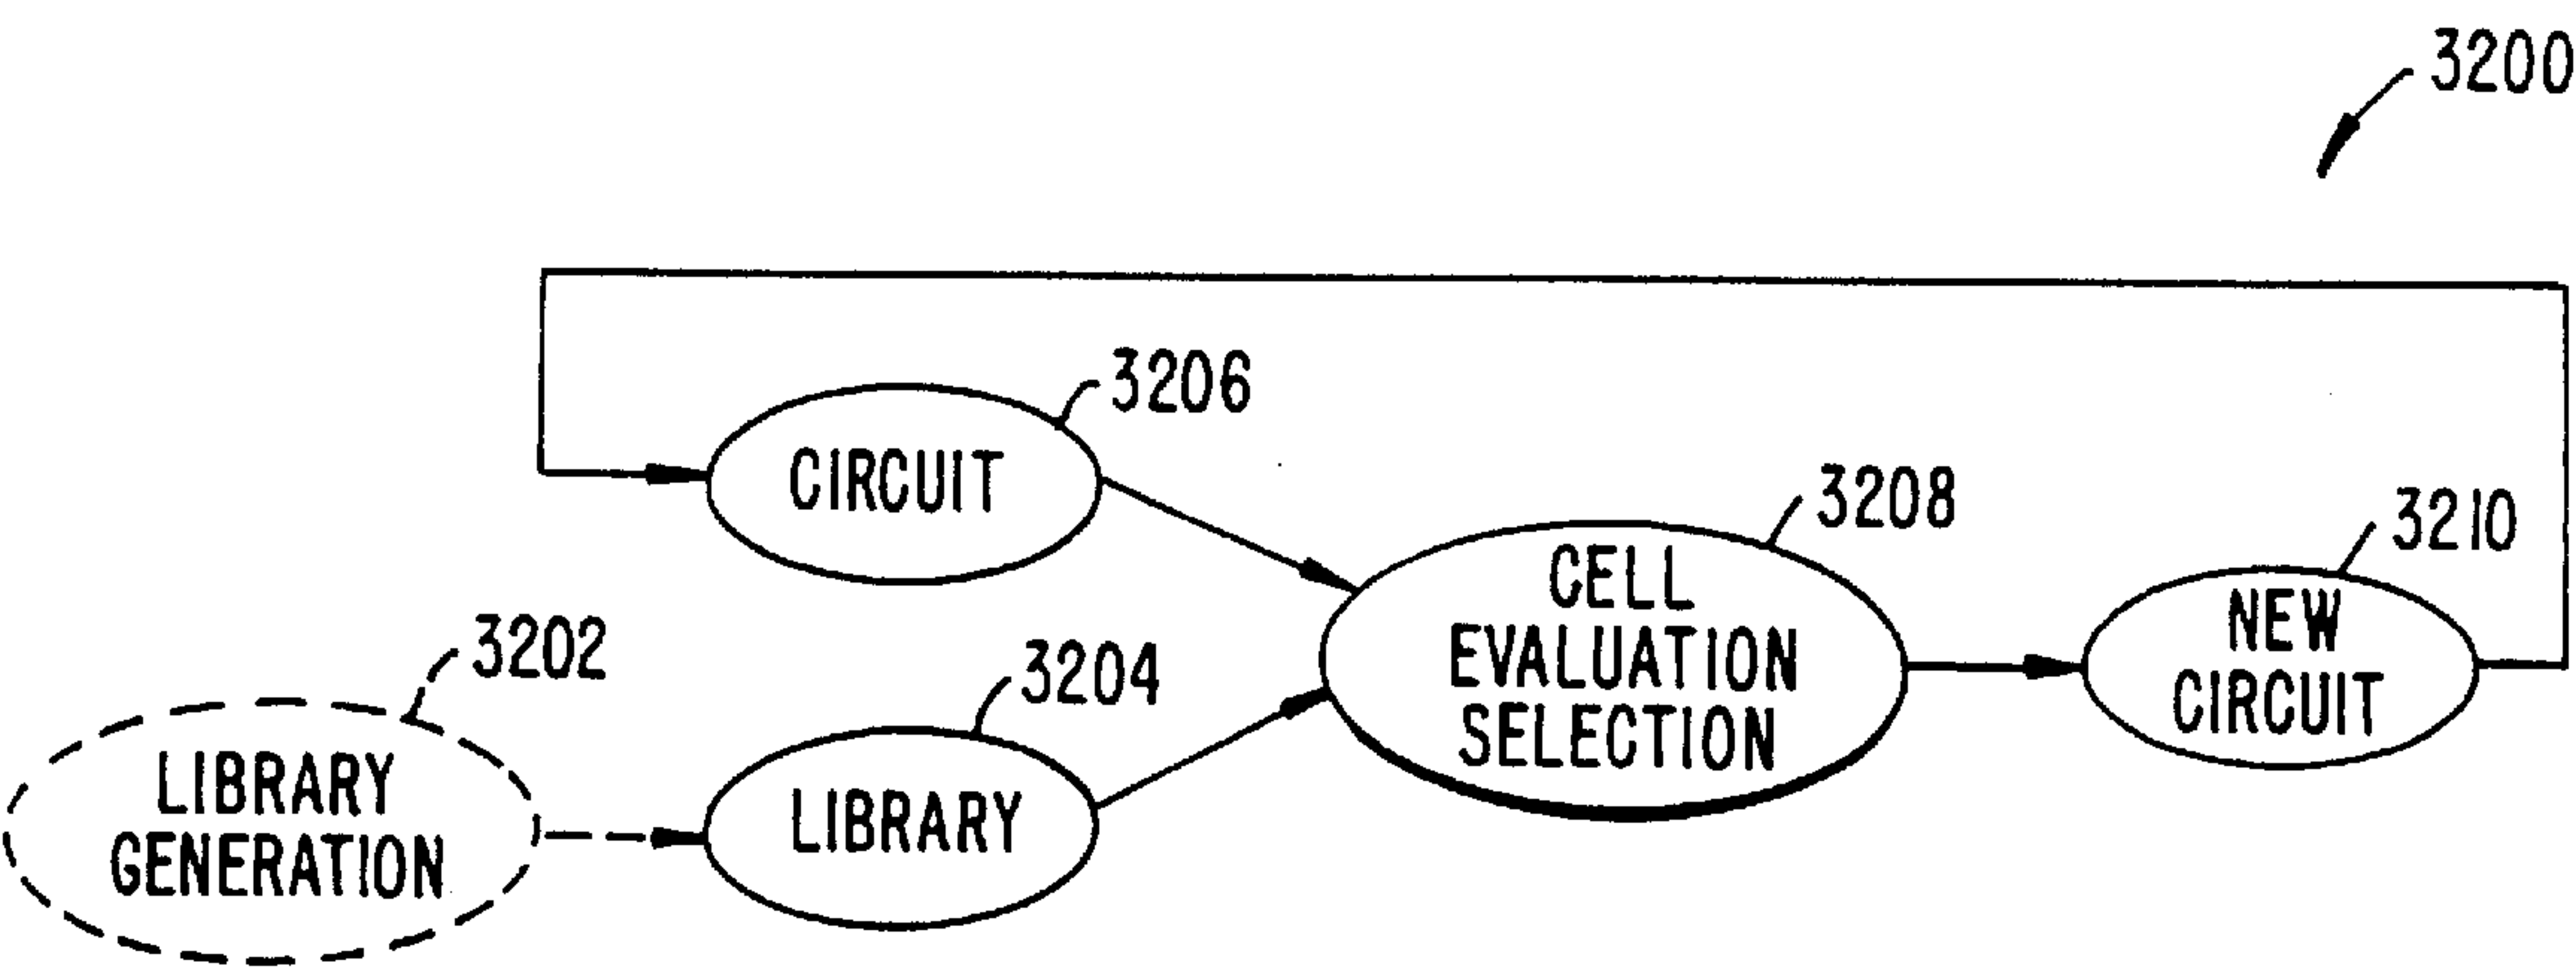 3200
3206
CIRCUIT
3208
CELL
EVALUATION
SELECTION
3210
NEW
CIRCUIT
3202
LIBRARY
GENERATION
3204
LIBRARY